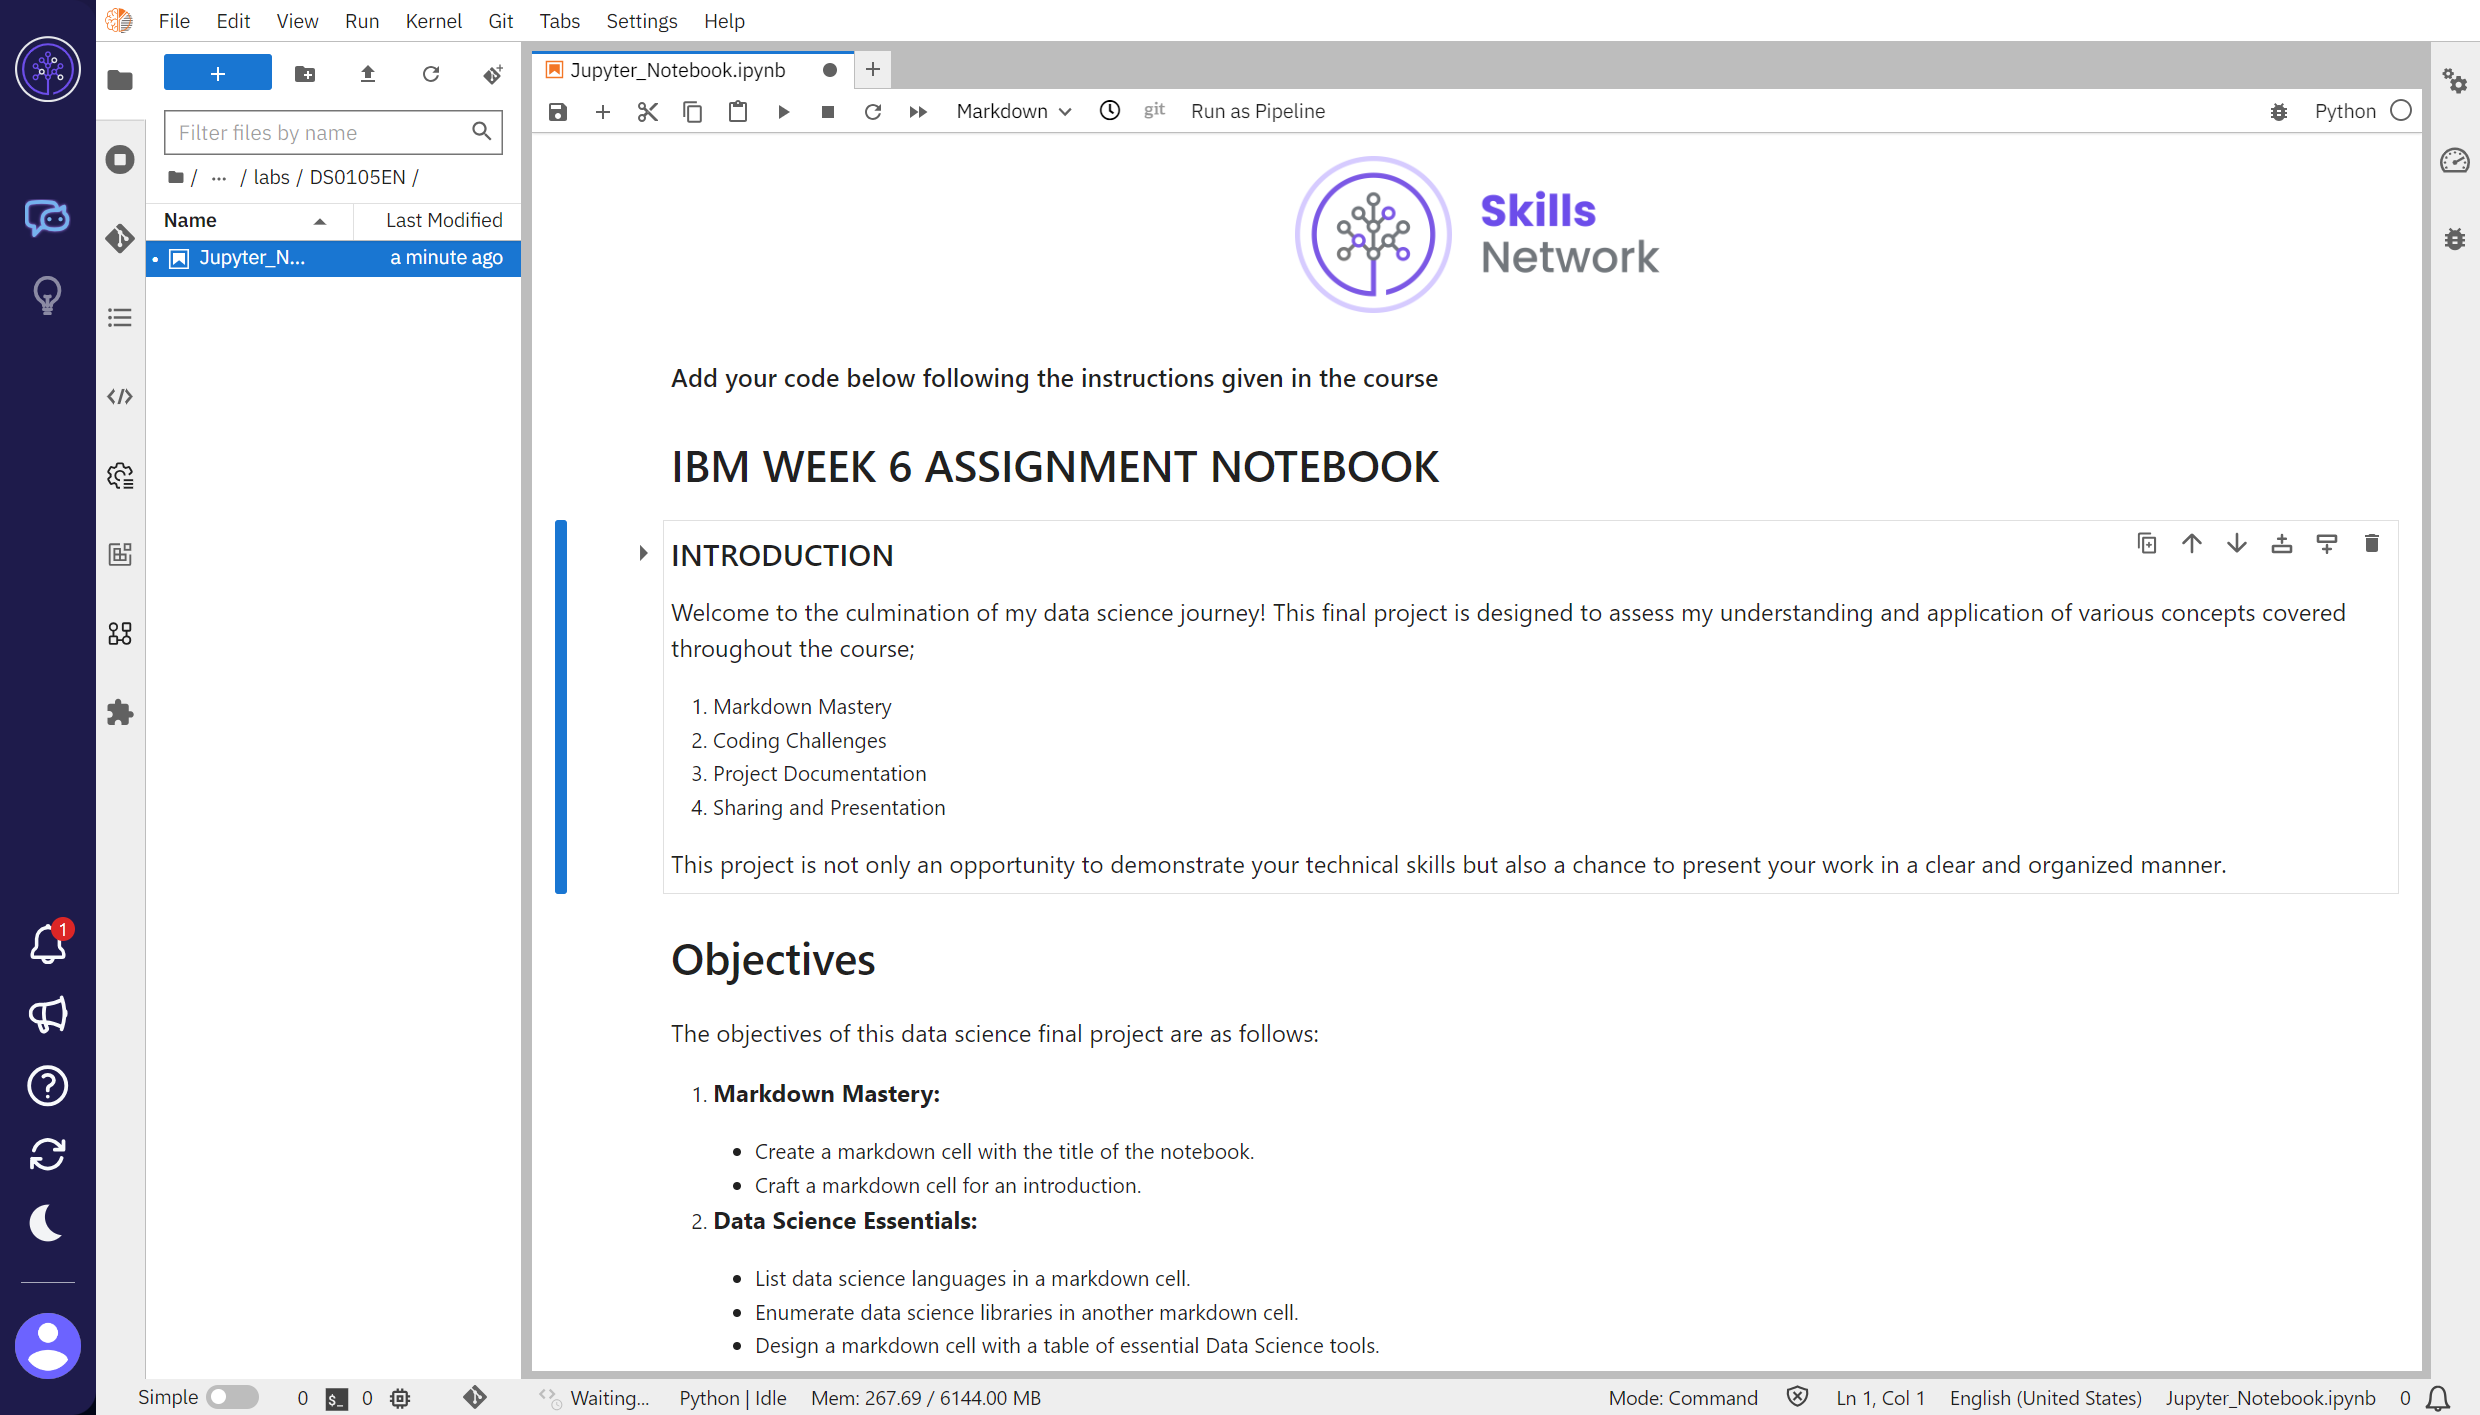 File Edit View Run Kernel Git Tabs Settings Help
Filter files by name
/ ... / labs / DS0105EN /
Name Last Modified
Jupyter_N... a minute ago
Jupyter_Notebook.ipynb
Markdown git Run as Pipeline Python
Skills
Network
Add your code below following the instructions given in the course
IBM WEEK 6 ASSIGNMENT NOTEBOOK
INTRODUCTION
Welcome to the culmination of my data science journey! This final project is designed to assess my understanding and application of various concepts covered
throughout the course;
1. Markdown Mastery
2. Coding Challenges
3. Project Documentation
4. Sharing and Presentation
This project is not only an opportunity to demonstrate your technical skills but also a chance to present your work in a clear and organized manner.
Objectives
The objectives of this data science final project are as follows:
1. Markdown Mastery:
• Create a markdown cell with the title of the notebook.
• Craft a markdown cell for an introduction.
2. Data Science Essentials:
• List data science languages in a markdown cell.
• Enumerate data science libraries in another markdown cell.
• Design a markdown cell with a table of essential Data Science tools.
1
Simple 0 $_ 0 Waiting... Python | Idle Mem: 267.69 / 6144.00 MB Mode: Command Ln 1, Col 1 English (United States) Jupyter_Notebook.ipynb 0